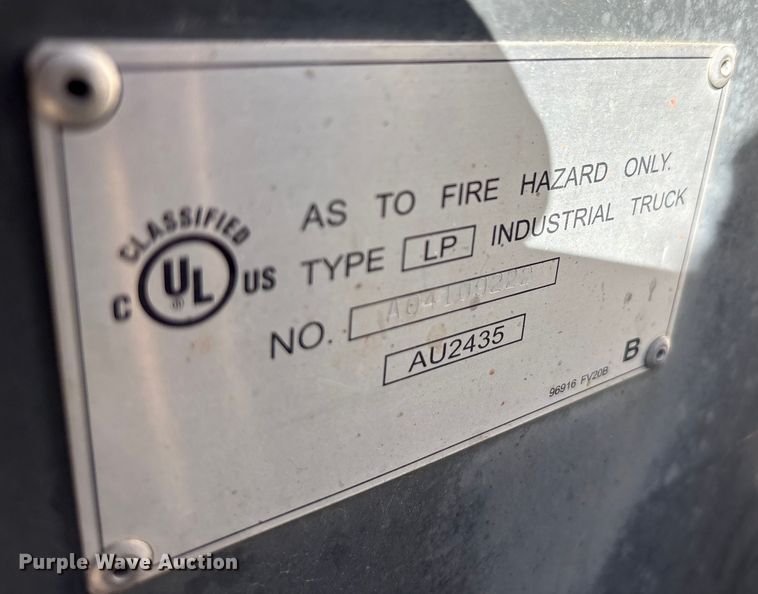 CLASSIFIED
C UL US
®
AS TO FIRE HAZARD ONLY.
TYPE LP INDUSTRIAL TRUCK
NO.
AU2435
96916 FV20B
B
Purple Wave Auction